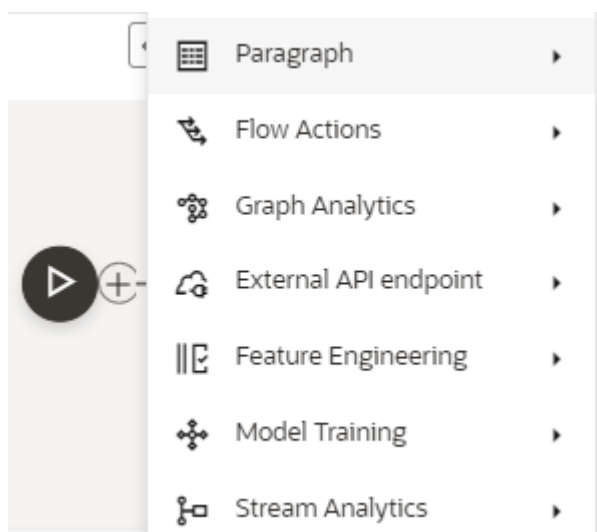 Paragraph
Flow Actions
Graph Analytics
External API endpoint
Feature Engineering
Model Training
Stream Analytics